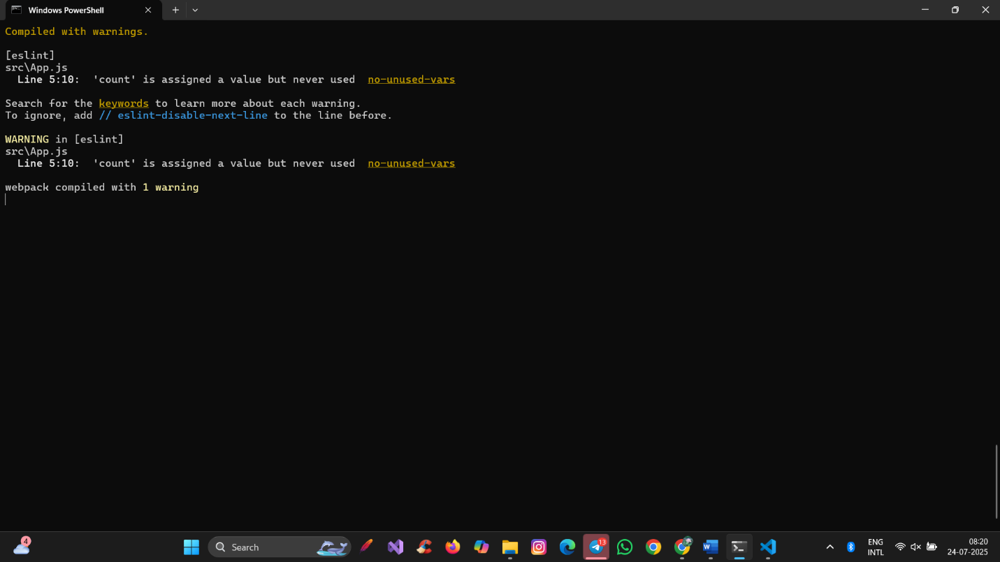 Windows PowerShell
Compiled with warnings.
[eslint]
src\App.js
Line 5:10: 'count' is assigned a value but never used no-unused-vars
Search for the keywords to learn more about each warning.
To ignore, add // eslint-disable-next-line to the line before.
WARNING in [eslint]
src\App.js
Line 5:10: 'count' is assigned a value but never used no-unused-vars
webpack compiled with 1 warning
4
Search
13
W
ENG
INTL
08:20
24-07-2025